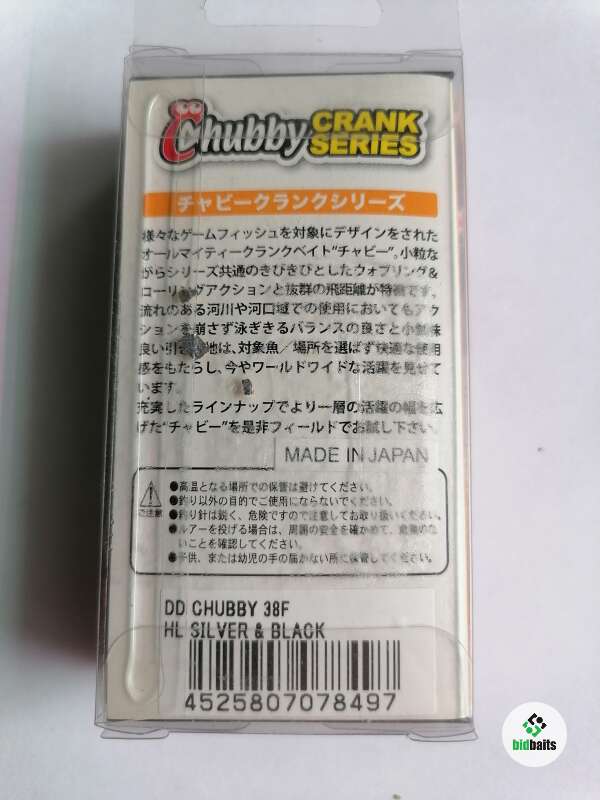 Chubby CRANK
SERIES
チャビークランクシリーズ
様々なゲームフィッシュを対象にデザインをされた
オールマイティークランクベイト"チャビー"。小粒な
がらシリーズ共通のきびきびとしたウォブリング&
ローリングアクションと抜群の飛距離が特徴です。
流れのある河川や河口域での使用においてもアク
ションを崩さず泳ぎきるバランスの良さと小気味
良い引き心地は、対象魚／場所を選ばず快適な使用
感をもたらし、今やワールドワイドな活躍を見せて
います。
充実したラインナップでより一層の活躍の幅を広
げた"チャビー"を是非フィールドでお試し下さい。
MADE IN JAPAN
ご注意
●高温となる場所での保管は避けてください。
●釣り以外の目的でご使用にならないでください。
●釣り針は鋭く、危険ですので注意してお取り扱いください。
●ルアーを投げる場合は、周囲の安全を確かめて、危険のな
いことを確認してください。
●子供、または幼児の手の届かない所に保管してください。
DD CHUBBY 38F
HL SILVER & BLACK
4525807078497
bidbaits